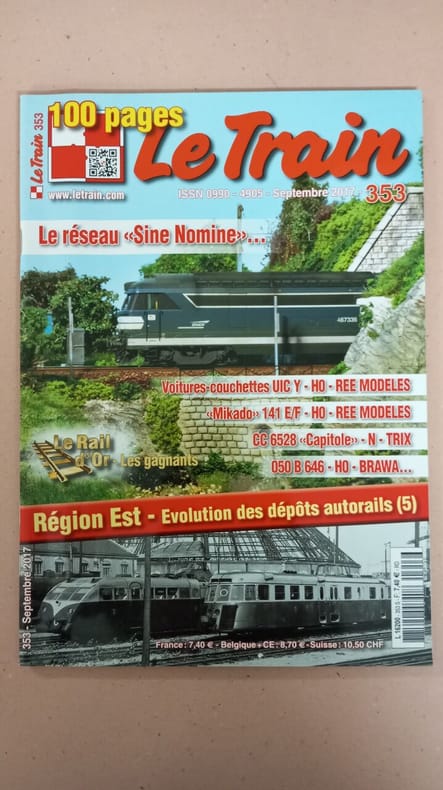 100 pages
Le Train 353
Le Train
www.letrain.com
ISSN 0990 - 4905 - Septembre 2017
353
Le réseau «Sine Nomine»...
467336
Voitures-couchettes UIC Y - HO - REE MODELES
«Mikado» 141 E/F - HO - REE MODELES
CC 6528 «Capitole» - N - TRIX
050 B 646 - HO - BRAWA...
Le Rail d'Or - Les gagnants
Région Est - Evolution des dépôts autorails (5)
353 - Septembre 2017
France : 7,40 € - Belgique + CE : 8,70 € - Suisse : 10,50 CHF